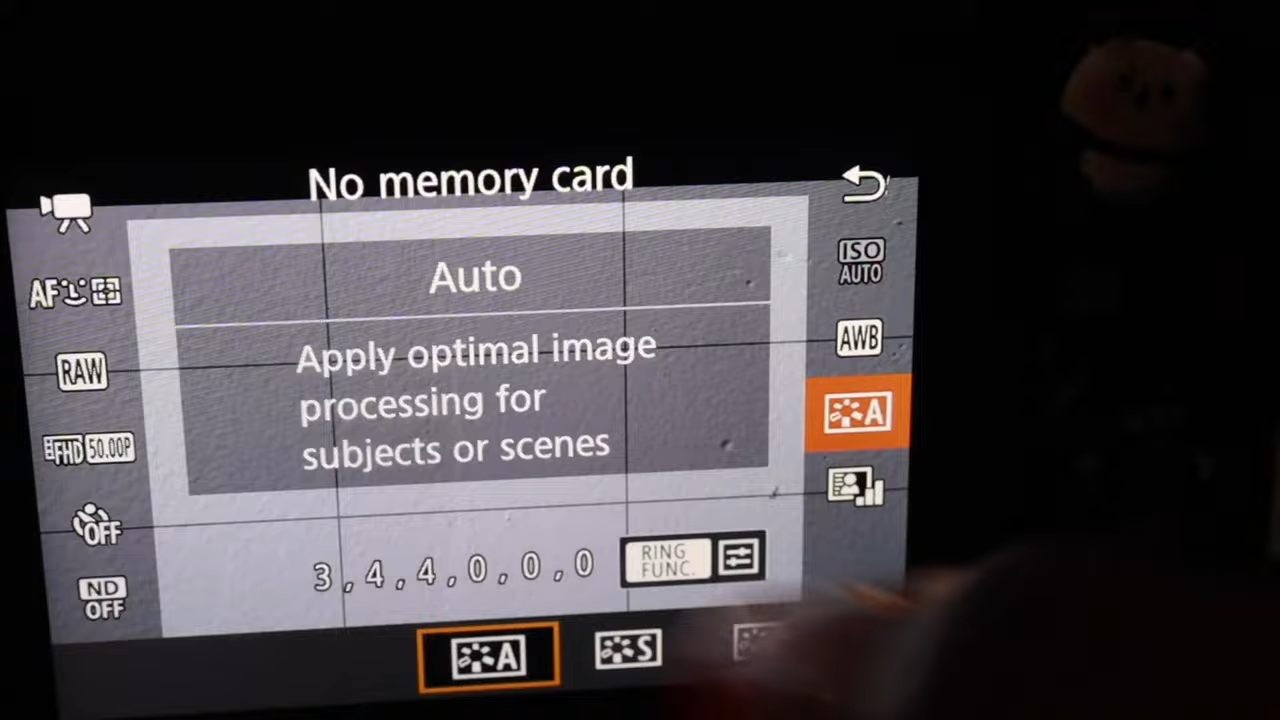 No memory card
Auto
Apply optimal image
processing for
subjects or scenes
3,4,4,0,0,0
RING
FUNC.
AF
RAW
FHD 50.00P
OFF
ND
OFF
ISO
AUTO
AWB
A
A
S